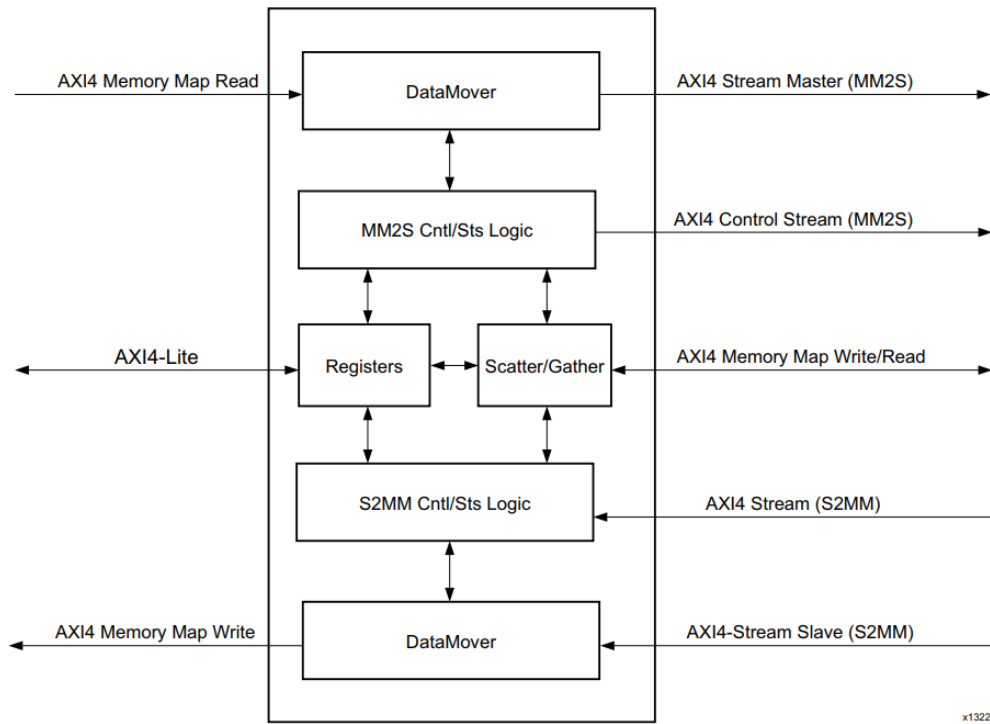 AXI4 Memory Map Read
DataMover
AXI4 Stream Master (MM2S)
MM2S Cntl/Sts Logic
AXI4 Control Stream (MM2S)
AXI4-Lite
Registers
Scatter/Gather
AXI4 Memory Map Write/Read
S2MM Cntl/Sts Logic
AXI4 Stream (S2MM)
AXI4 Memory Map Write
DataMover
AXI4-Stream Slave (S2MM)
x1322